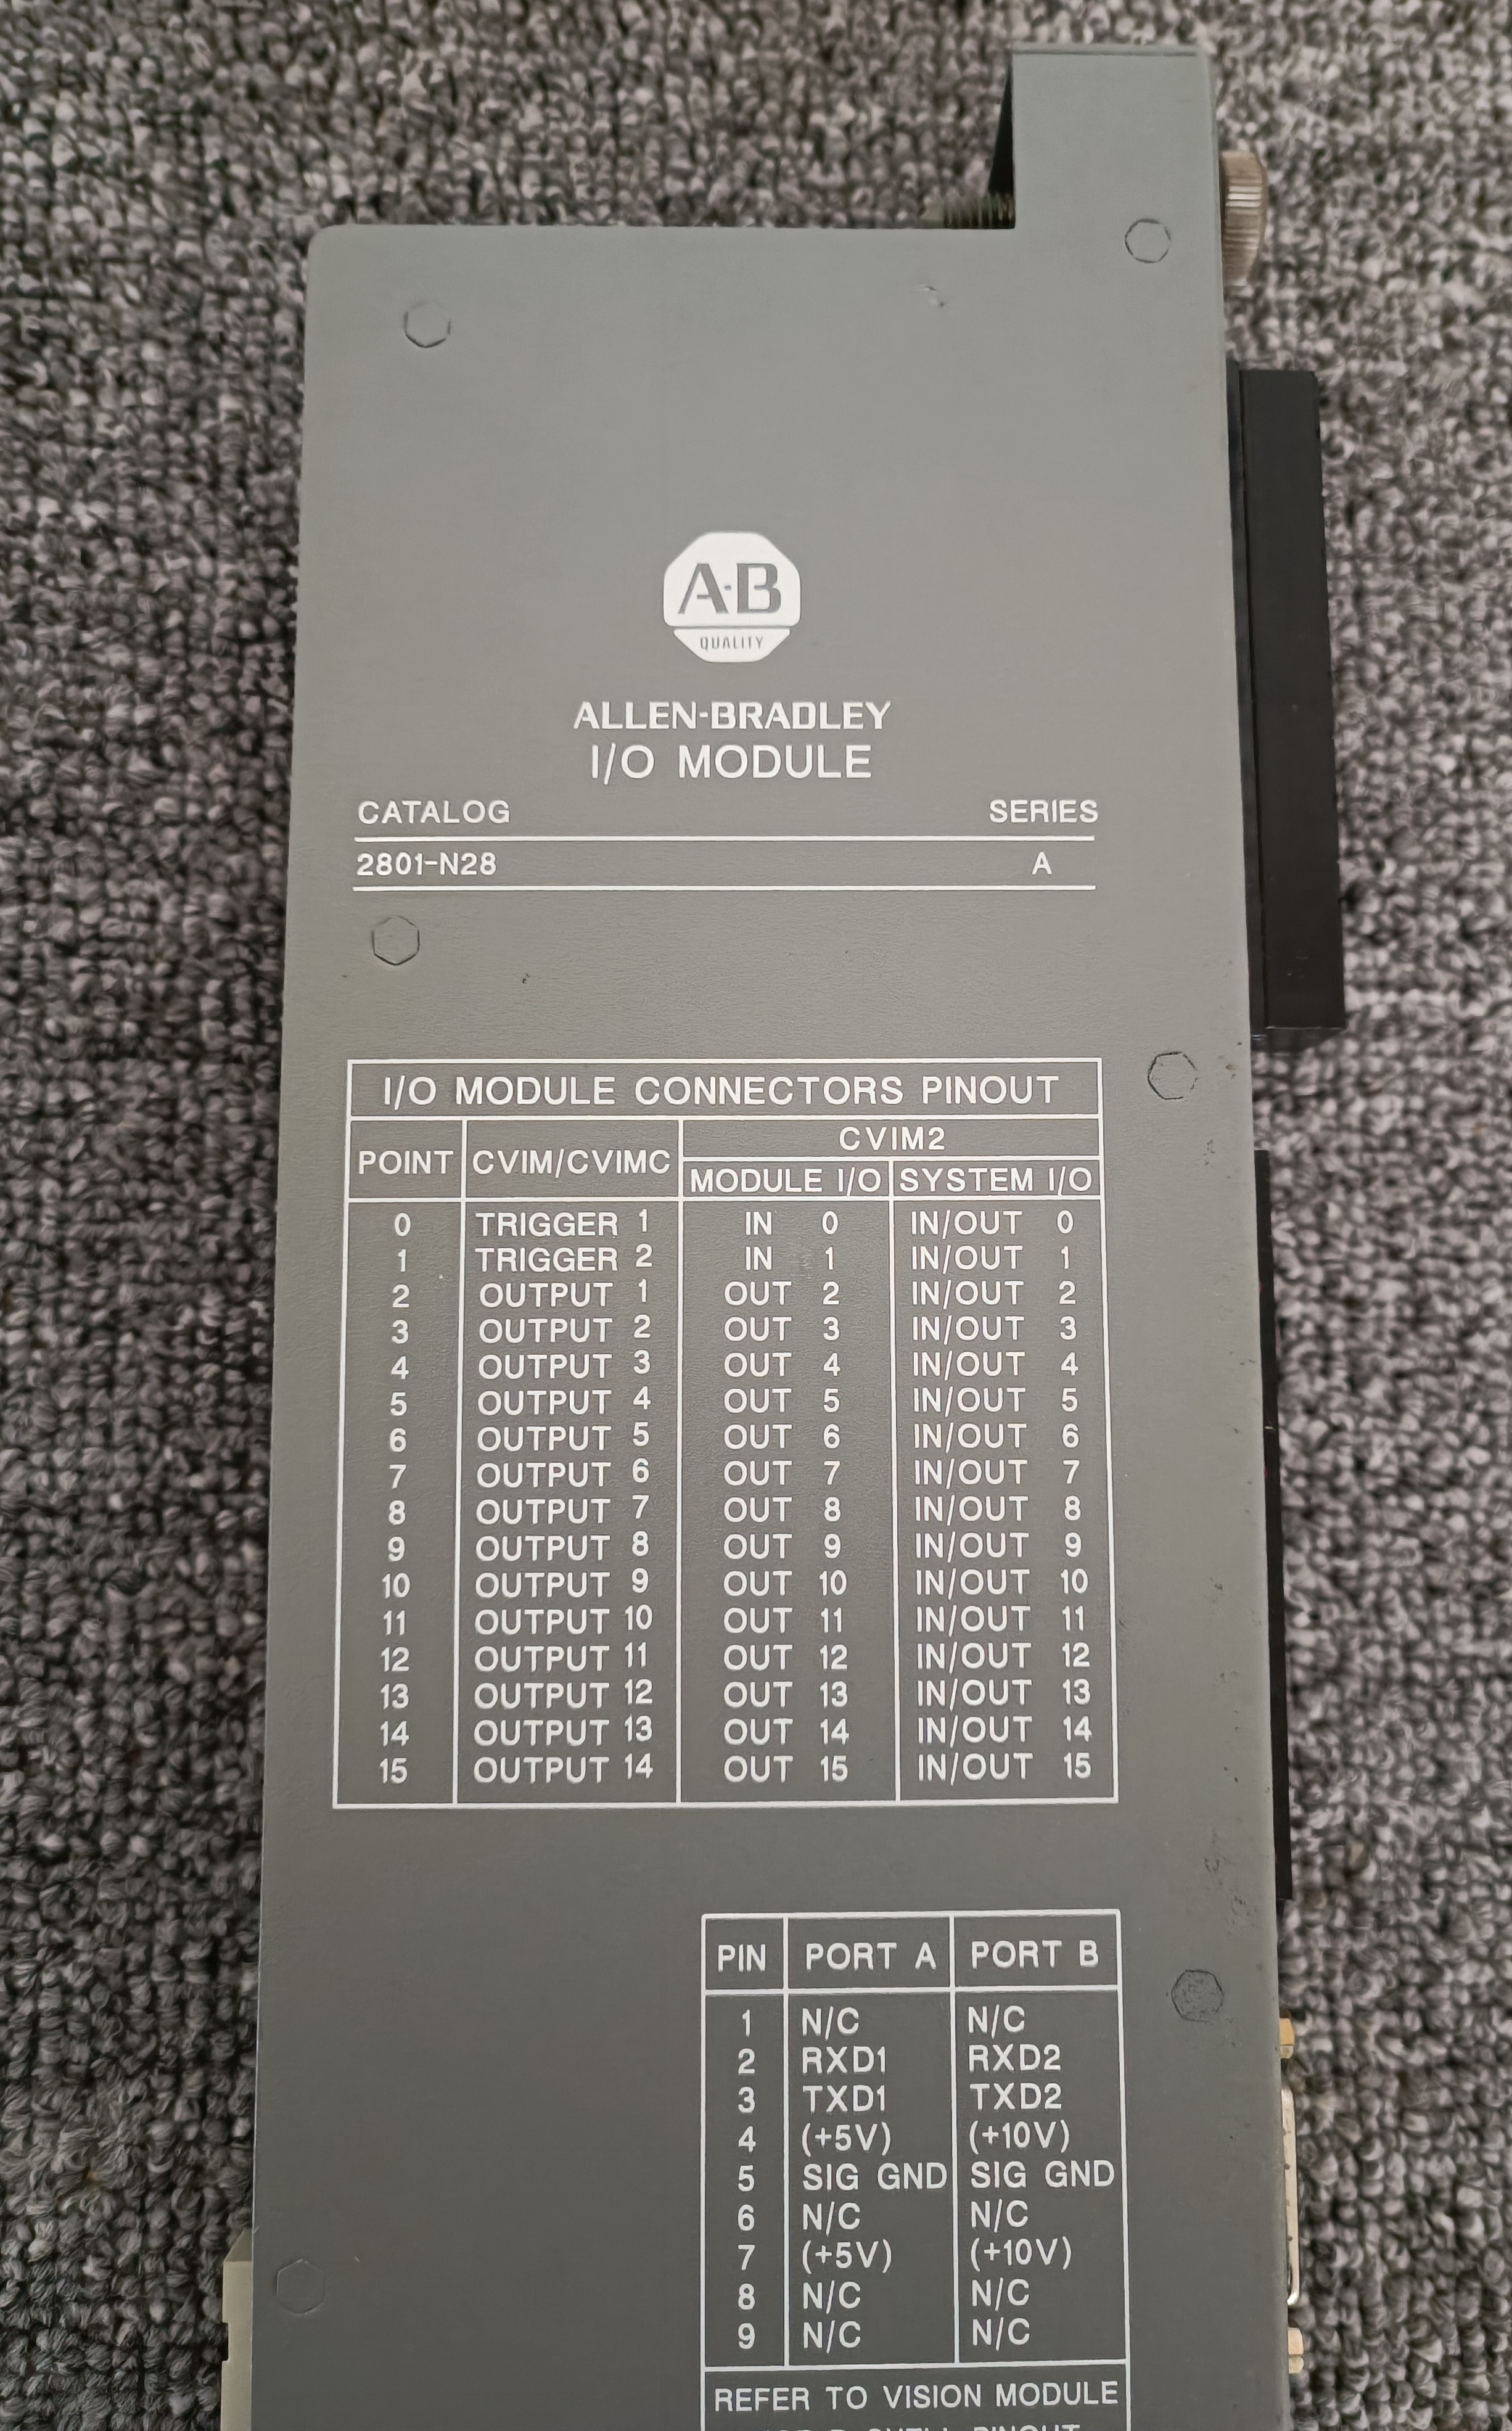 A·B
QUALITY
ALLEN-BRADLEY
I/O MODULE
CATALOG SERIES
2801-N28 A
I/O MODULE CONNECTORS PINOUT
POINT CVIM/CVIMC CVIM2
MODULE I/O SYSTEM I/O
0 TRIGGER 1 IN 0 IN/OUT 0
1 TRIGGER 2 IN 1 IN/OUT 1
2 OUTPUT 1 OUT 2 IN/OUT 2
3 OUTPUT 2 OUT 3 IN/OUT 3
4 OUTPUT 3 OUT 4 IN/OUT 4
5 OUTPUT 4 OUT 5 IN/OUT 5
6 OUTPUT 5 OUT 6 IN/OUT 6
7 OUTPUT 6 OUT 7 IN/OUT 7
8 OUTPUT 7 OUT 8 IN/OUT 8
9 OUTPUT 8 OUT 9 IN/OUT 9
10 OUTPUT 9 OUT 10 IN/OUT 10
11 OUTPUT 10 OUT 11 IN/OUT 11
12 OUTPUT 11 OUT 12 IN/OUT 12
13 OUTPUT 12 OUT 13 IN/OUT 13
14 OUTPUT 13 OUT 14 IN/OUT 14
15 OUTPUT 14 OUT 15 IN/OUT 15
PIN PORT A PORT B
1 N/C N/C
2 RXD1 RXD2
3 TXD1 TXD2
4 (+5V) (+10V)
5 SIG GND SIG GND
6 N/C N/C
7 (+5V) (+10V)
8 N/C N/C
9 N/C N/C
REFER TO VISION MODULE